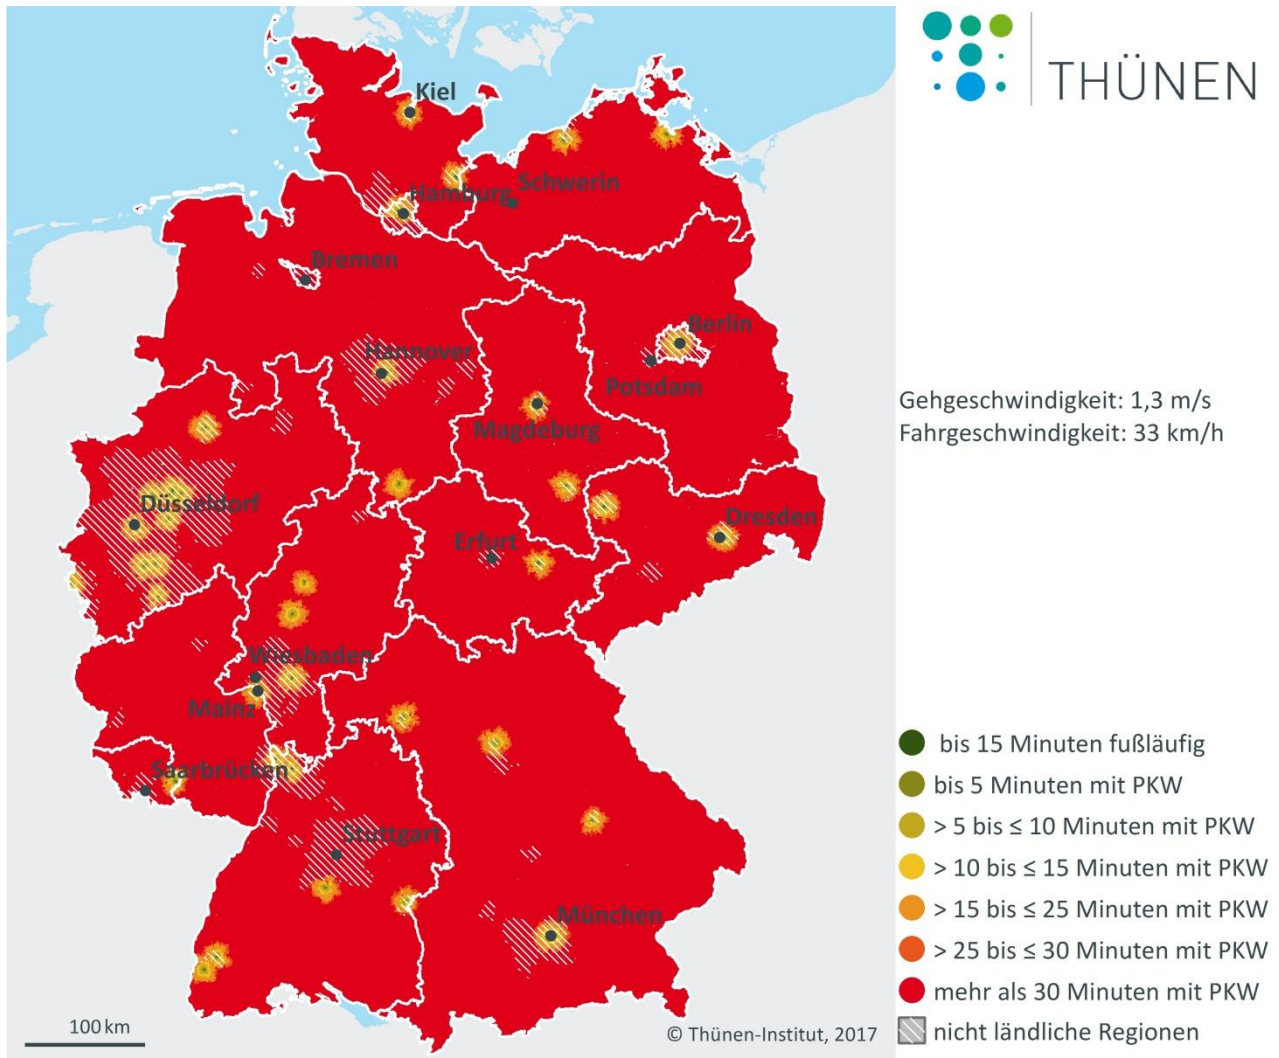 THÜNEN
Kiel
Schwerin
Hamburg
Bremen
Berlin
Hannover
Potsdam
Magdeburg
Düsseldorf
Dresden
Erfurt
Wiesbaden
Mainz
Saarbrücken
Stuttgart
München
Gehgeschwindigkeit: 1,3 m/s
Fahrgeschwindigkeit: 33 km/h
bis 15 Minuten fußläufig
bis 5 Minuten mit PKW
> 5 bis ≤ 10 Minuten mit PKW
> 10 bis ≤ 15 Minuten mit PKW
> 15 bis ≤ 25 Minuten mit PKW
> 25 bis ≤ 30 Minuten mit PKW
mehr als 30 Minuten mit PKW
nicht ländliche Regionen
100 km
© Thünen-Institut, 2017